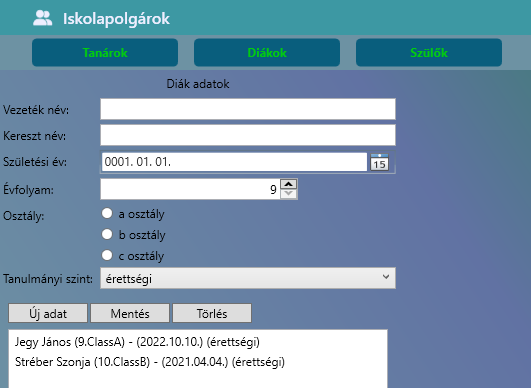 Iskolapolgárok
Tanárok Diákok Szülők
Diák adatok
Vezeték név:
Kereszt név:
Születési év: 0001. 01. 01. 15
Évfolyam: 9
Osztály: a osztály
b osztály
c osztály
Tanulmányi szint: érettségi
Új adat Mentés Törlés
Jegy János (9.ClassA) - (2022.10.10.) (érettségi)
Stréber Szonja (10.ClassB) - (2021.04.04.) (érettségi)